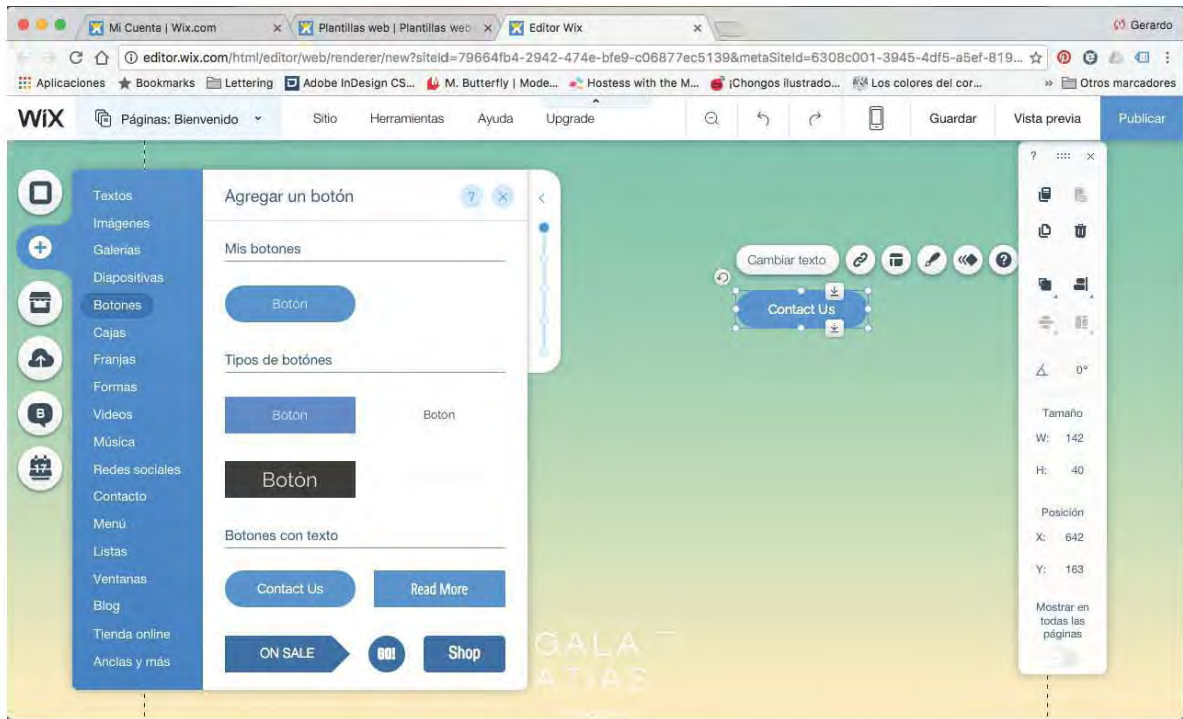 Mi Cuenta | Wix.com
Plantillas web | Plantillas web
Editor Wix
Gerardo
editor.wix.com/html/editor/web/renderer/new?siteId=79664fb4-2942-474e-bfe9-c06877ec5139&metaSiteId=6308c001-3945-4df5-a5ef-819...
Aplicaciones
Bookmarks
Lettering
Adobe InDesign CS...
M. Butterfly | Mode...
Hostess with the M...
¡Chongos ilustrado...
Los colores del cor...
»
Otros marcadores
WiX
Páginas: Bienvenido
Sitio
Herramientas
Ayuda
Upgrade
Guardar
Vista previa
Publicar
Textos
Imágenes
Galerías
Diapositivas
Botones
Cajas
Franjas
Formas
Videos
Música
Redes sociales
Contacto
Menú
Listas
Ventanas
Blog
Tienda online
Anclas y más
B
17
Agregar un botón
?
Mis botones
Botón
Tipos de botónes
Botón
Botón
Botón
Botones con texto
Contact Us
Read More
ON SALE
GO!
Shop
Cambiar texto
?
Contact Us
GALA
ATIAS
?
0°
Tamaño
W: 142
H: 40
Posición
X: 642
Y: 163
Mostrar en
todas las
páginas